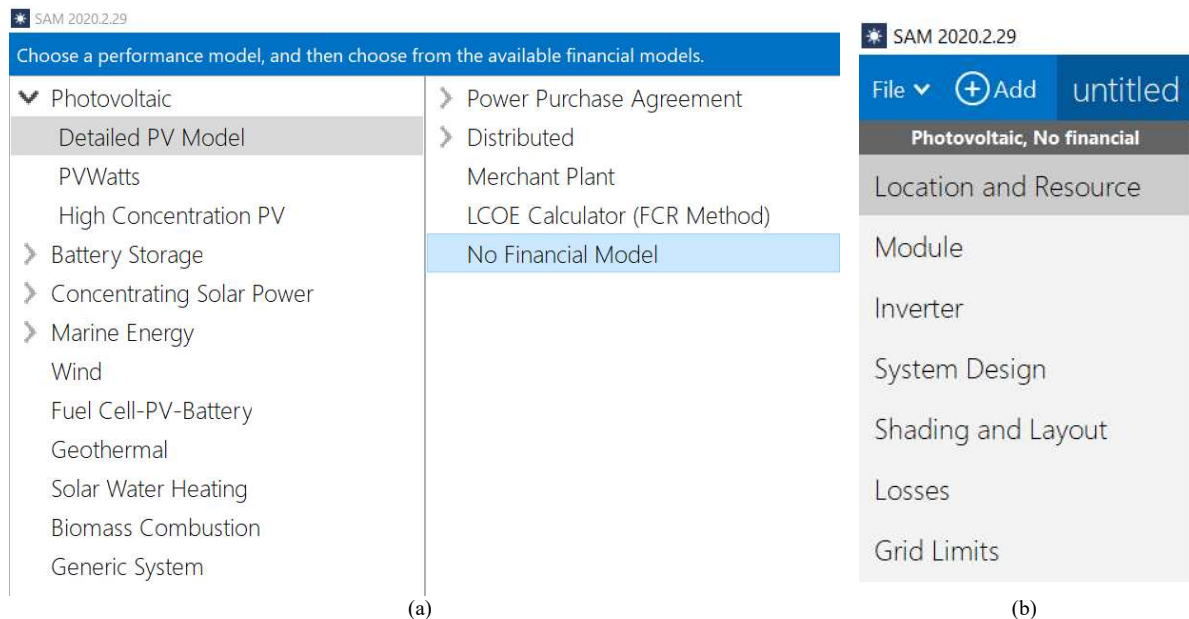 SAM 2020.2.29
Choose a performance model, and then choose from the available financial models.
Photovoltaic
Detailed PV Model
PVWatts
High Concentration PV
Battery Storage
Concentrating Solar Power
Marine Energy
Wind
Fuel Cell-PV-Battery
Geothermal
Solar Water Heating
Biomass Combustion
Generic System
Power Purchase Agreement
Distributed
Merchant Plant
LCOE Calculator (FCR Method)
No Financial Model
(a)
SAM 2020.2.29
File Add untitled
Photovoltaic, No financial
Location and Resource
Module
Inverter
System Design
Shading and Layout
Losses
Grid Limits
(b)